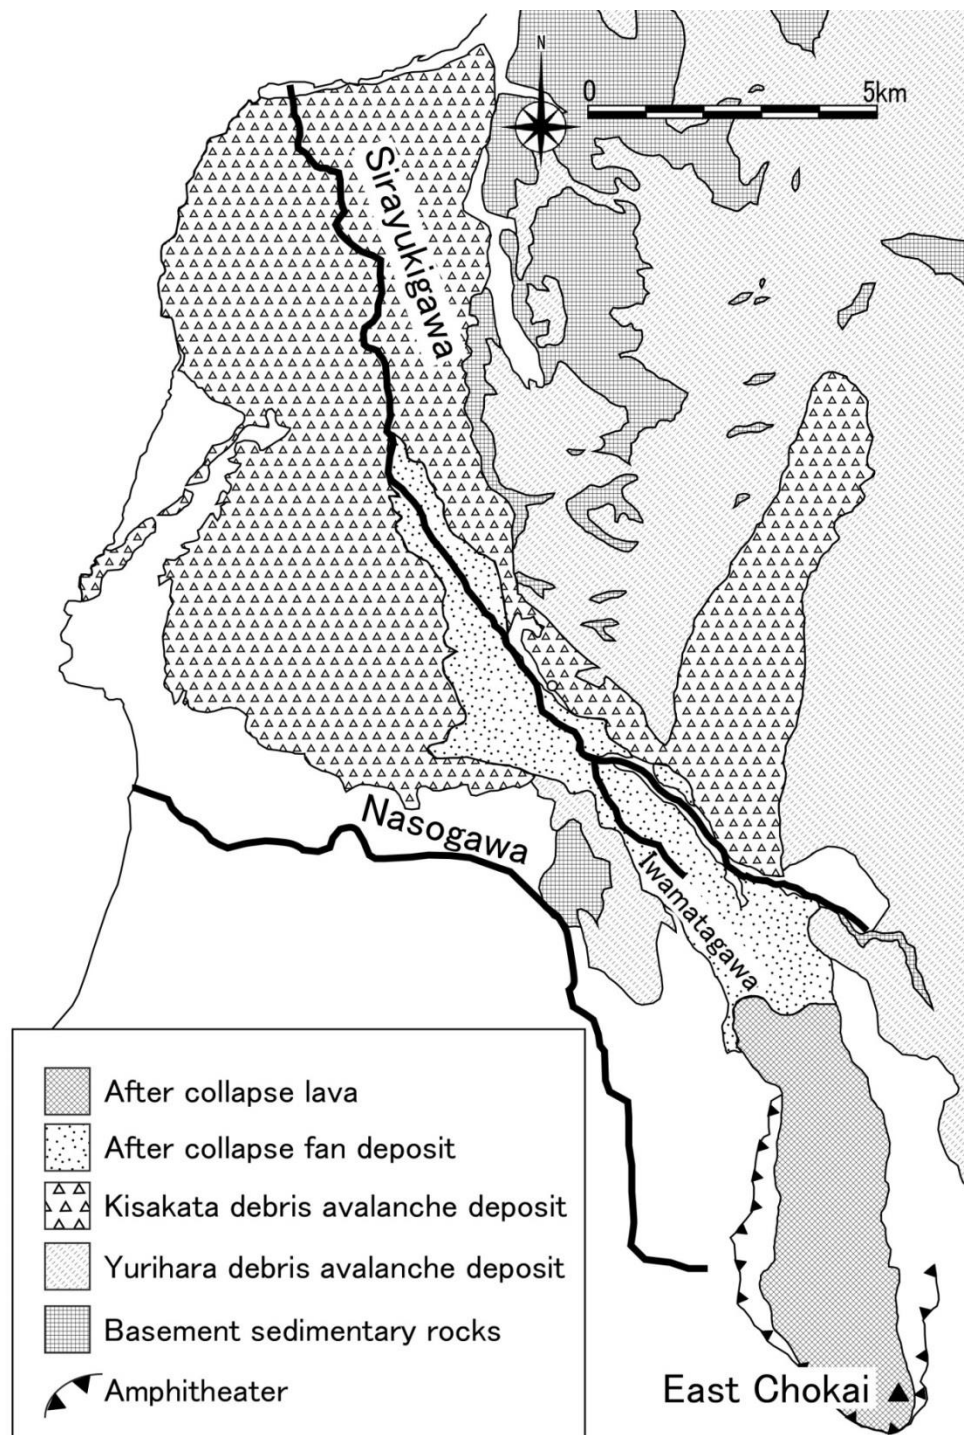 N
0 5km
Sirayukigawa
Nasogawa
Iwamatagawa
After collapse lava
After collapse fan deposit
Kisakata debris avalanche deposit
Yurihara debris avalanche deposit
Basement sedimentary rocks
Amphitheater
East Chokai